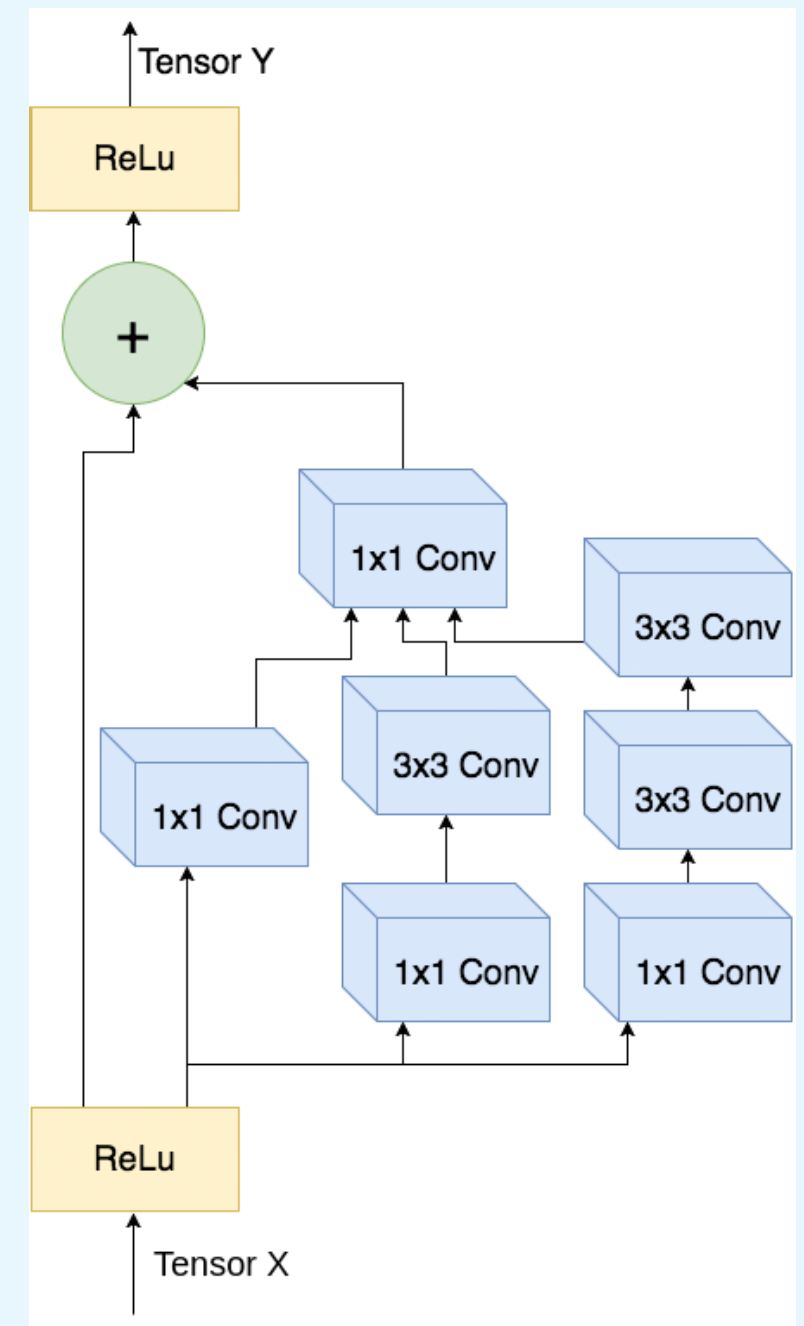 Tensor Y
ReLu
+
1x1 Conv
3x3 Conv
3x3 Conv
1x1 Conv
3x3 Conv
1x1 Conv
1x1 Conv
ReLu
Tensor X